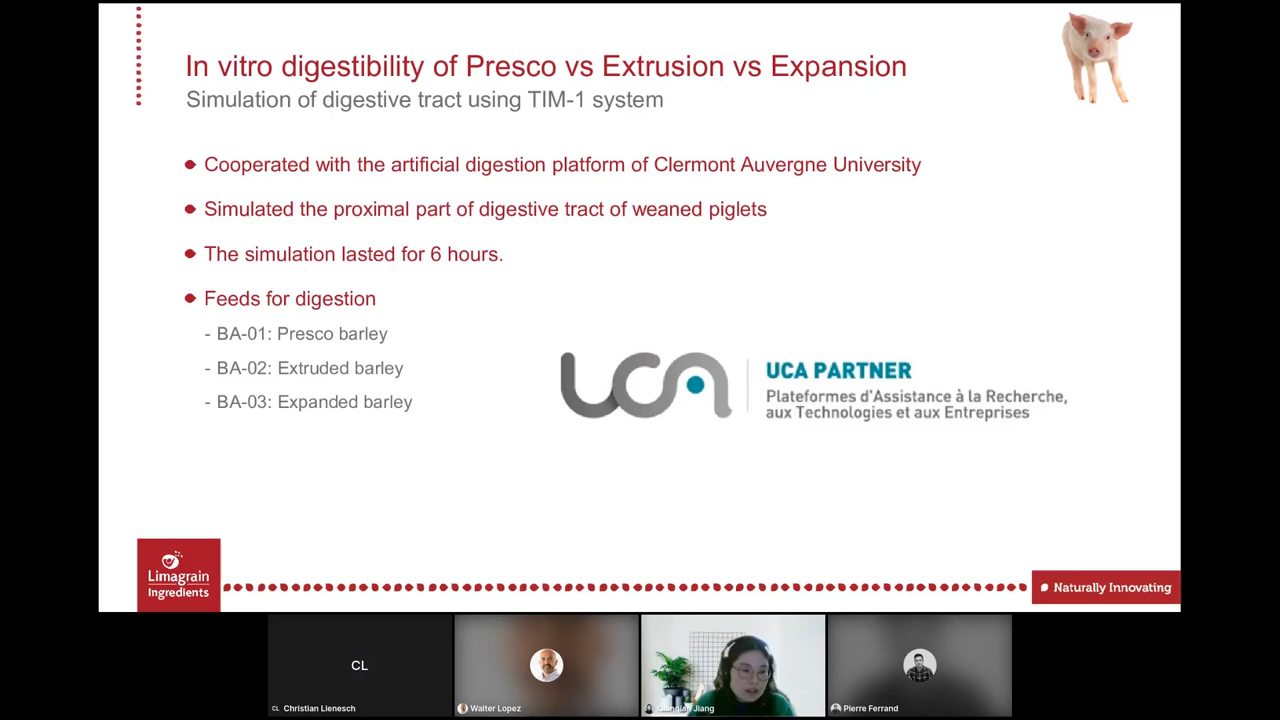 In vitro digestibility of Presco vs Extrusion vs Expansion
Simulation of digestive tract using TIM-1 system
Cooperated with the artificial digestion platform of Clermont Auvergne University
Simulated the proximal part of digestive tract of weaned piglets
The simulation lasted for 6 hours.
Feeds for digestion
- BA-01: Presco barley
- BA-02: Extruded barley
- BA-03: Expanded barley
uca
UCA PARTNER
Plateformes d'Assistance à la Recherche,
aux Technologies et aux Entreprises
Limagrain
Ingredients
Naturally Innovating
CL
CL Christian Lienesch
Walter Lopez
Qianqian Jiang
Pierre Ferrand